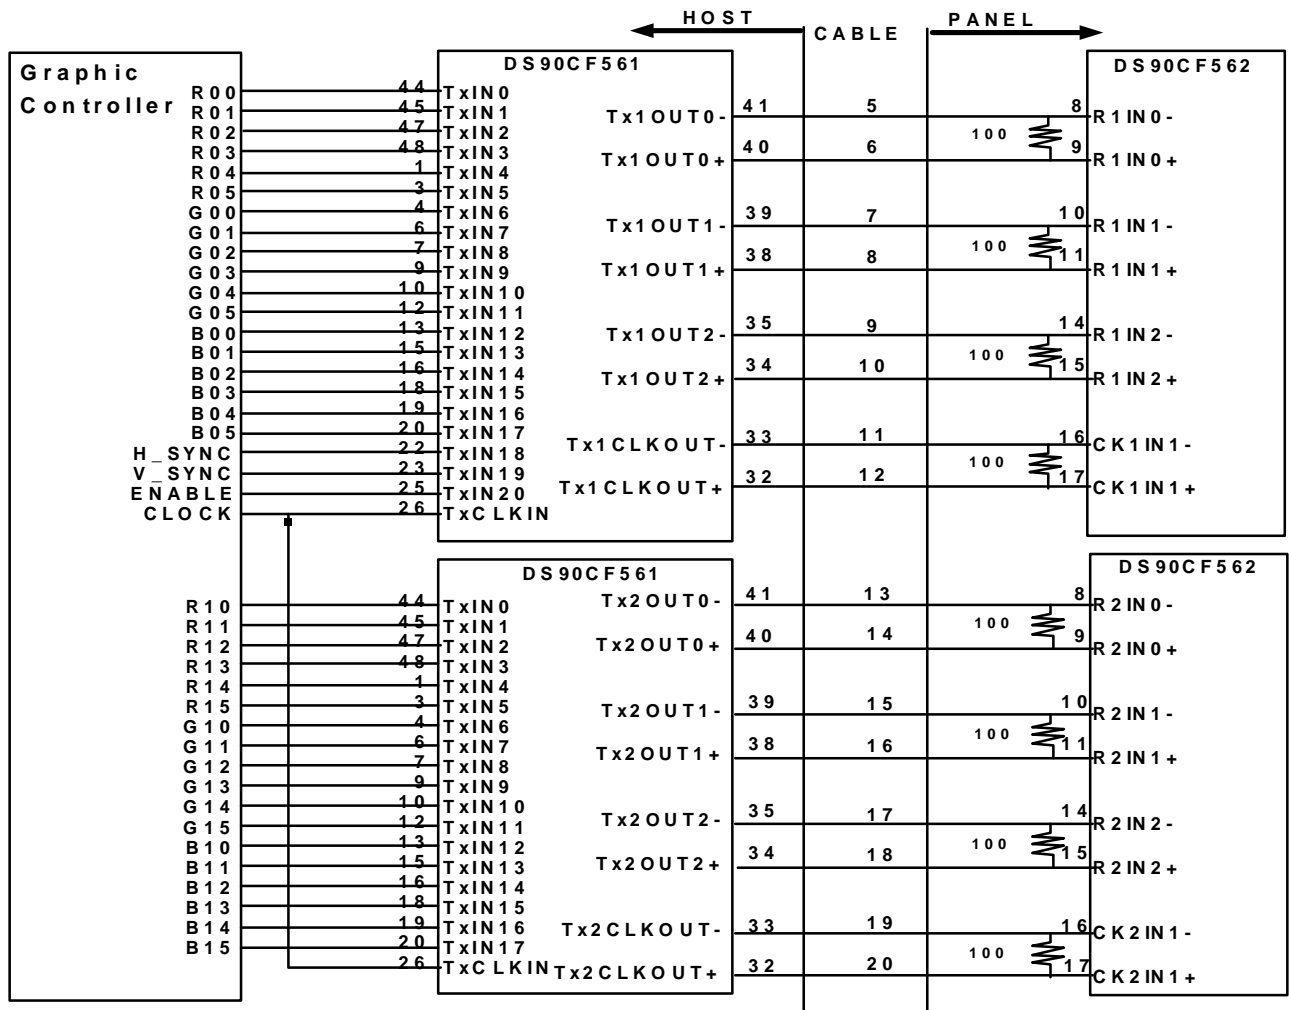 HOST
CABLE
PANEL
Graphic
Controller
DS90CF561
DS90CF562
R00 44 TxIN0
R01 45 TxIN1
R02 47 TxIN2
R03 48 TxIN3
R04 1 TxIN4
R05 3 TxIN5
G00 4 TxIN6
G01 6 TxIN7
G02 7 TxIN8
G03 9 TxIN9
G04 10 TxIN10
G05 12 TxIN11
B00 13 TxIN12
B01 15 TxIN13
B02 16 TxIN14
B03 18 TxIN15
B04 19 TxIN16
B05 20 TxIN17
H_SYNC 22 TxIN18
V_SYNC 23 TxIN19
ENABLE 25 TxIN20
CLOCK 26 TxCLKIN
Tx1OUT0- 41 5 8 R1IN0-
100
Tx1OUT0+ 40 6 9 R1IN0+
Tx1OUT1- 39 7 10 R1IN1-
100
Tx1OUT1+ 38 8 11 R1IN1+
Tx1OUT2- 35 9 14 R1IN2-
100
Tx1OUT2+ 34 10 15 R1IN2+
Tx1CLKOUT- 33 11 16 CK1IN1-
100
Tx1CLKOUT+ 32 12 17 CK1IN1+
DS90CF561
DS90CF562
R10 44 TxIN0
R11 45 TxIN1
R12 47 TxIN2
R13 48 TxIN3
R14 1 TxIN4
R15 3 TxIN5
G10 4 TxIN6
G11 6 TxIN7
G12 7 TxIN8
G13 9 TxIN9
G14 10 TxIN10
G15 12 TxIN11
B10 13 TxIN12
B11 15 TxIN13
B12 16 TxIN14
B13 18 TxIN15
B14 19 TxIN16
B15 20 TxIN17
26 TxCLKIN
Tx2OUT0- 41 13 8 R2IN0-
100
Tx2OUT0+ 40 14 9 R2IN0+
Tx2OUT1- 39 15 10 R2IN1-
100
Tx2OUT1+ 38 16 11 R2IN1+
Tx2OUT2- 35 17 14 R2IN2-
100
Tx2OUT2+ 34 18 15 R2IN2+
Tx2CLKOUT- 33 19 16 CK2IN1-
100
Tx2CLKOUT+ 32 20 17 CK2IN1+